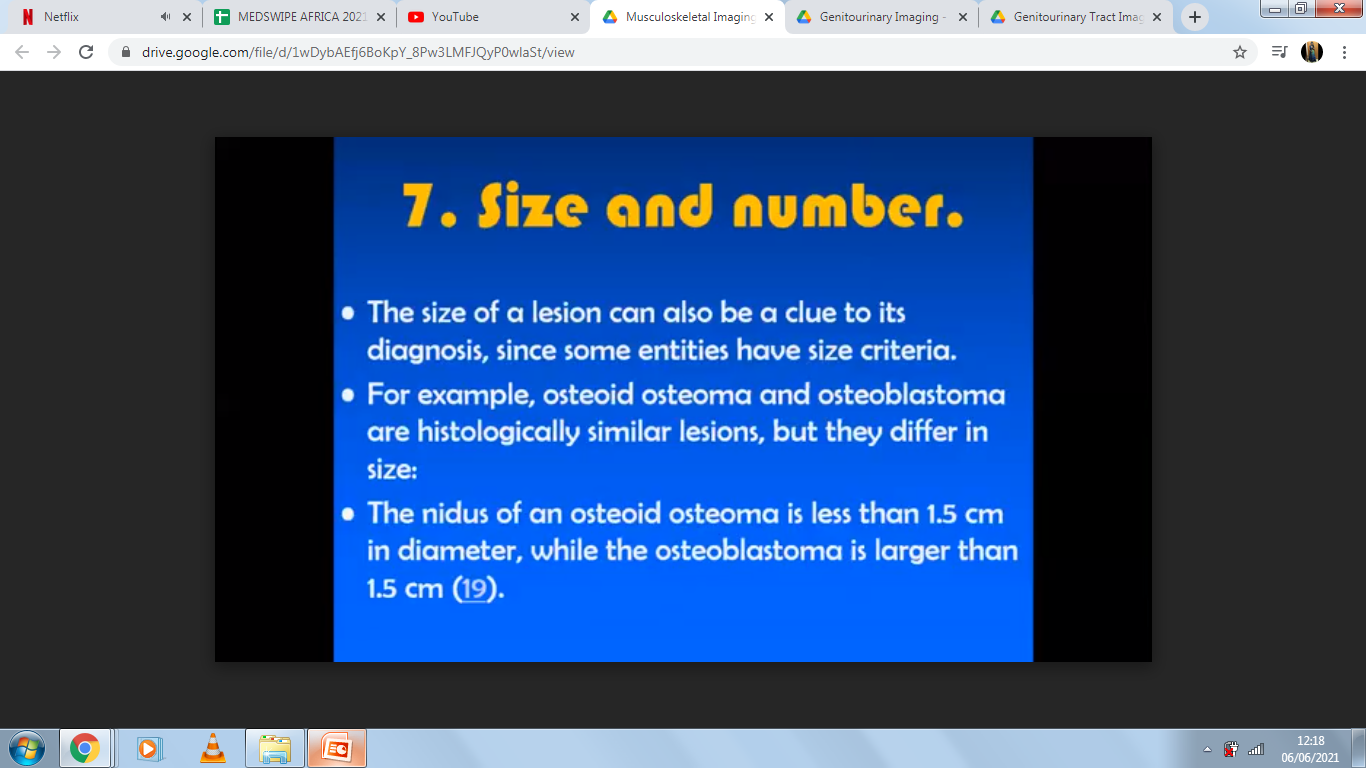 Netflix
MEDSWIPE AFRICA 2021
YouTube
Musculoskeletal Imaging
Genitourinary Imaging -
Genitourinary Tract Imag
drive.google.com/file/d/1wDybAEfj6BoKpY_8Pw3LMFJQyP0wlaSt/view
7. Size and number.
• The size of a lesion can also be a clue to its
diagnosis, since some entities have size criteria.
• For example, osteoid osteoma and osteoblastoma
are histologically similar lesions, but they differ in
size:
• The nidus of an osteoid osteoma is less than 1.5 cm
in diameter, while the osteoblastoma is larger than
1.5 cm (19).
12:18
06/06/2021